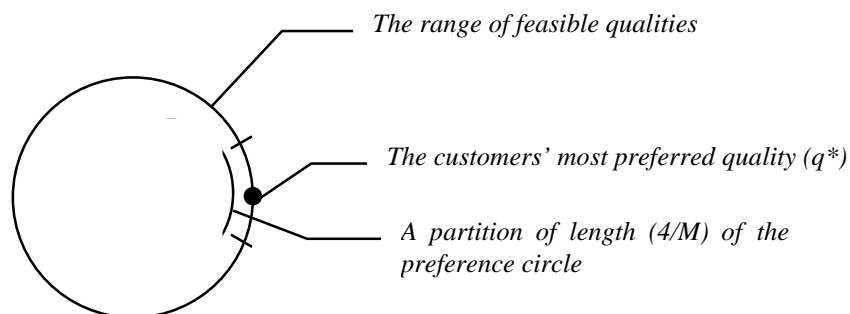 The range of feasible qualities
The customers' most preferred quality (q*)
A partition of length (4/M) of the
preference circle